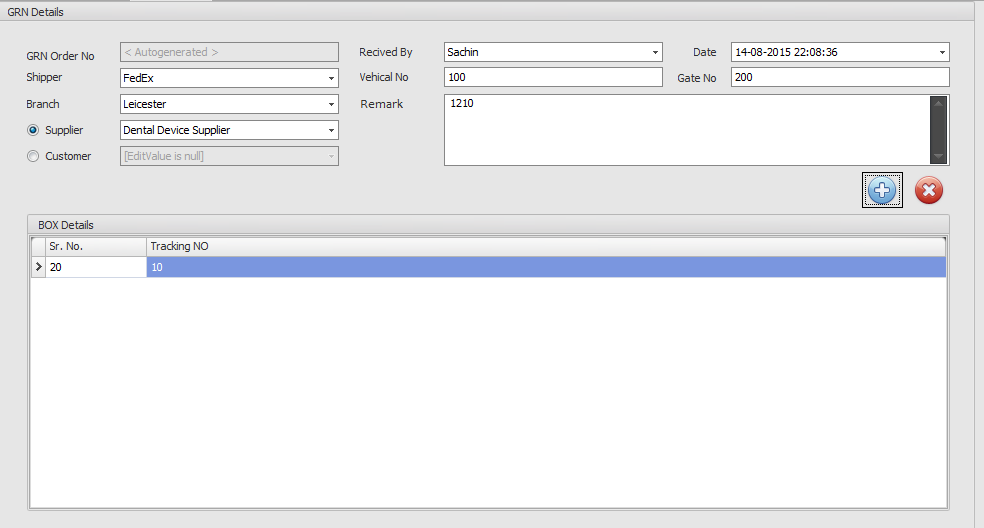 GRN Details
GRN Order No < Autogenerated > Recived By Sachin Date 14-08-2015 22:08:36
Shipper FedEx Vehical No 100 Gate No 200
Branch Leicester Remark 1210
Supplier Dental Device Supplier
Customer [EditValue is null]
BOX Details
Sr. No. Tracking NO
20 10